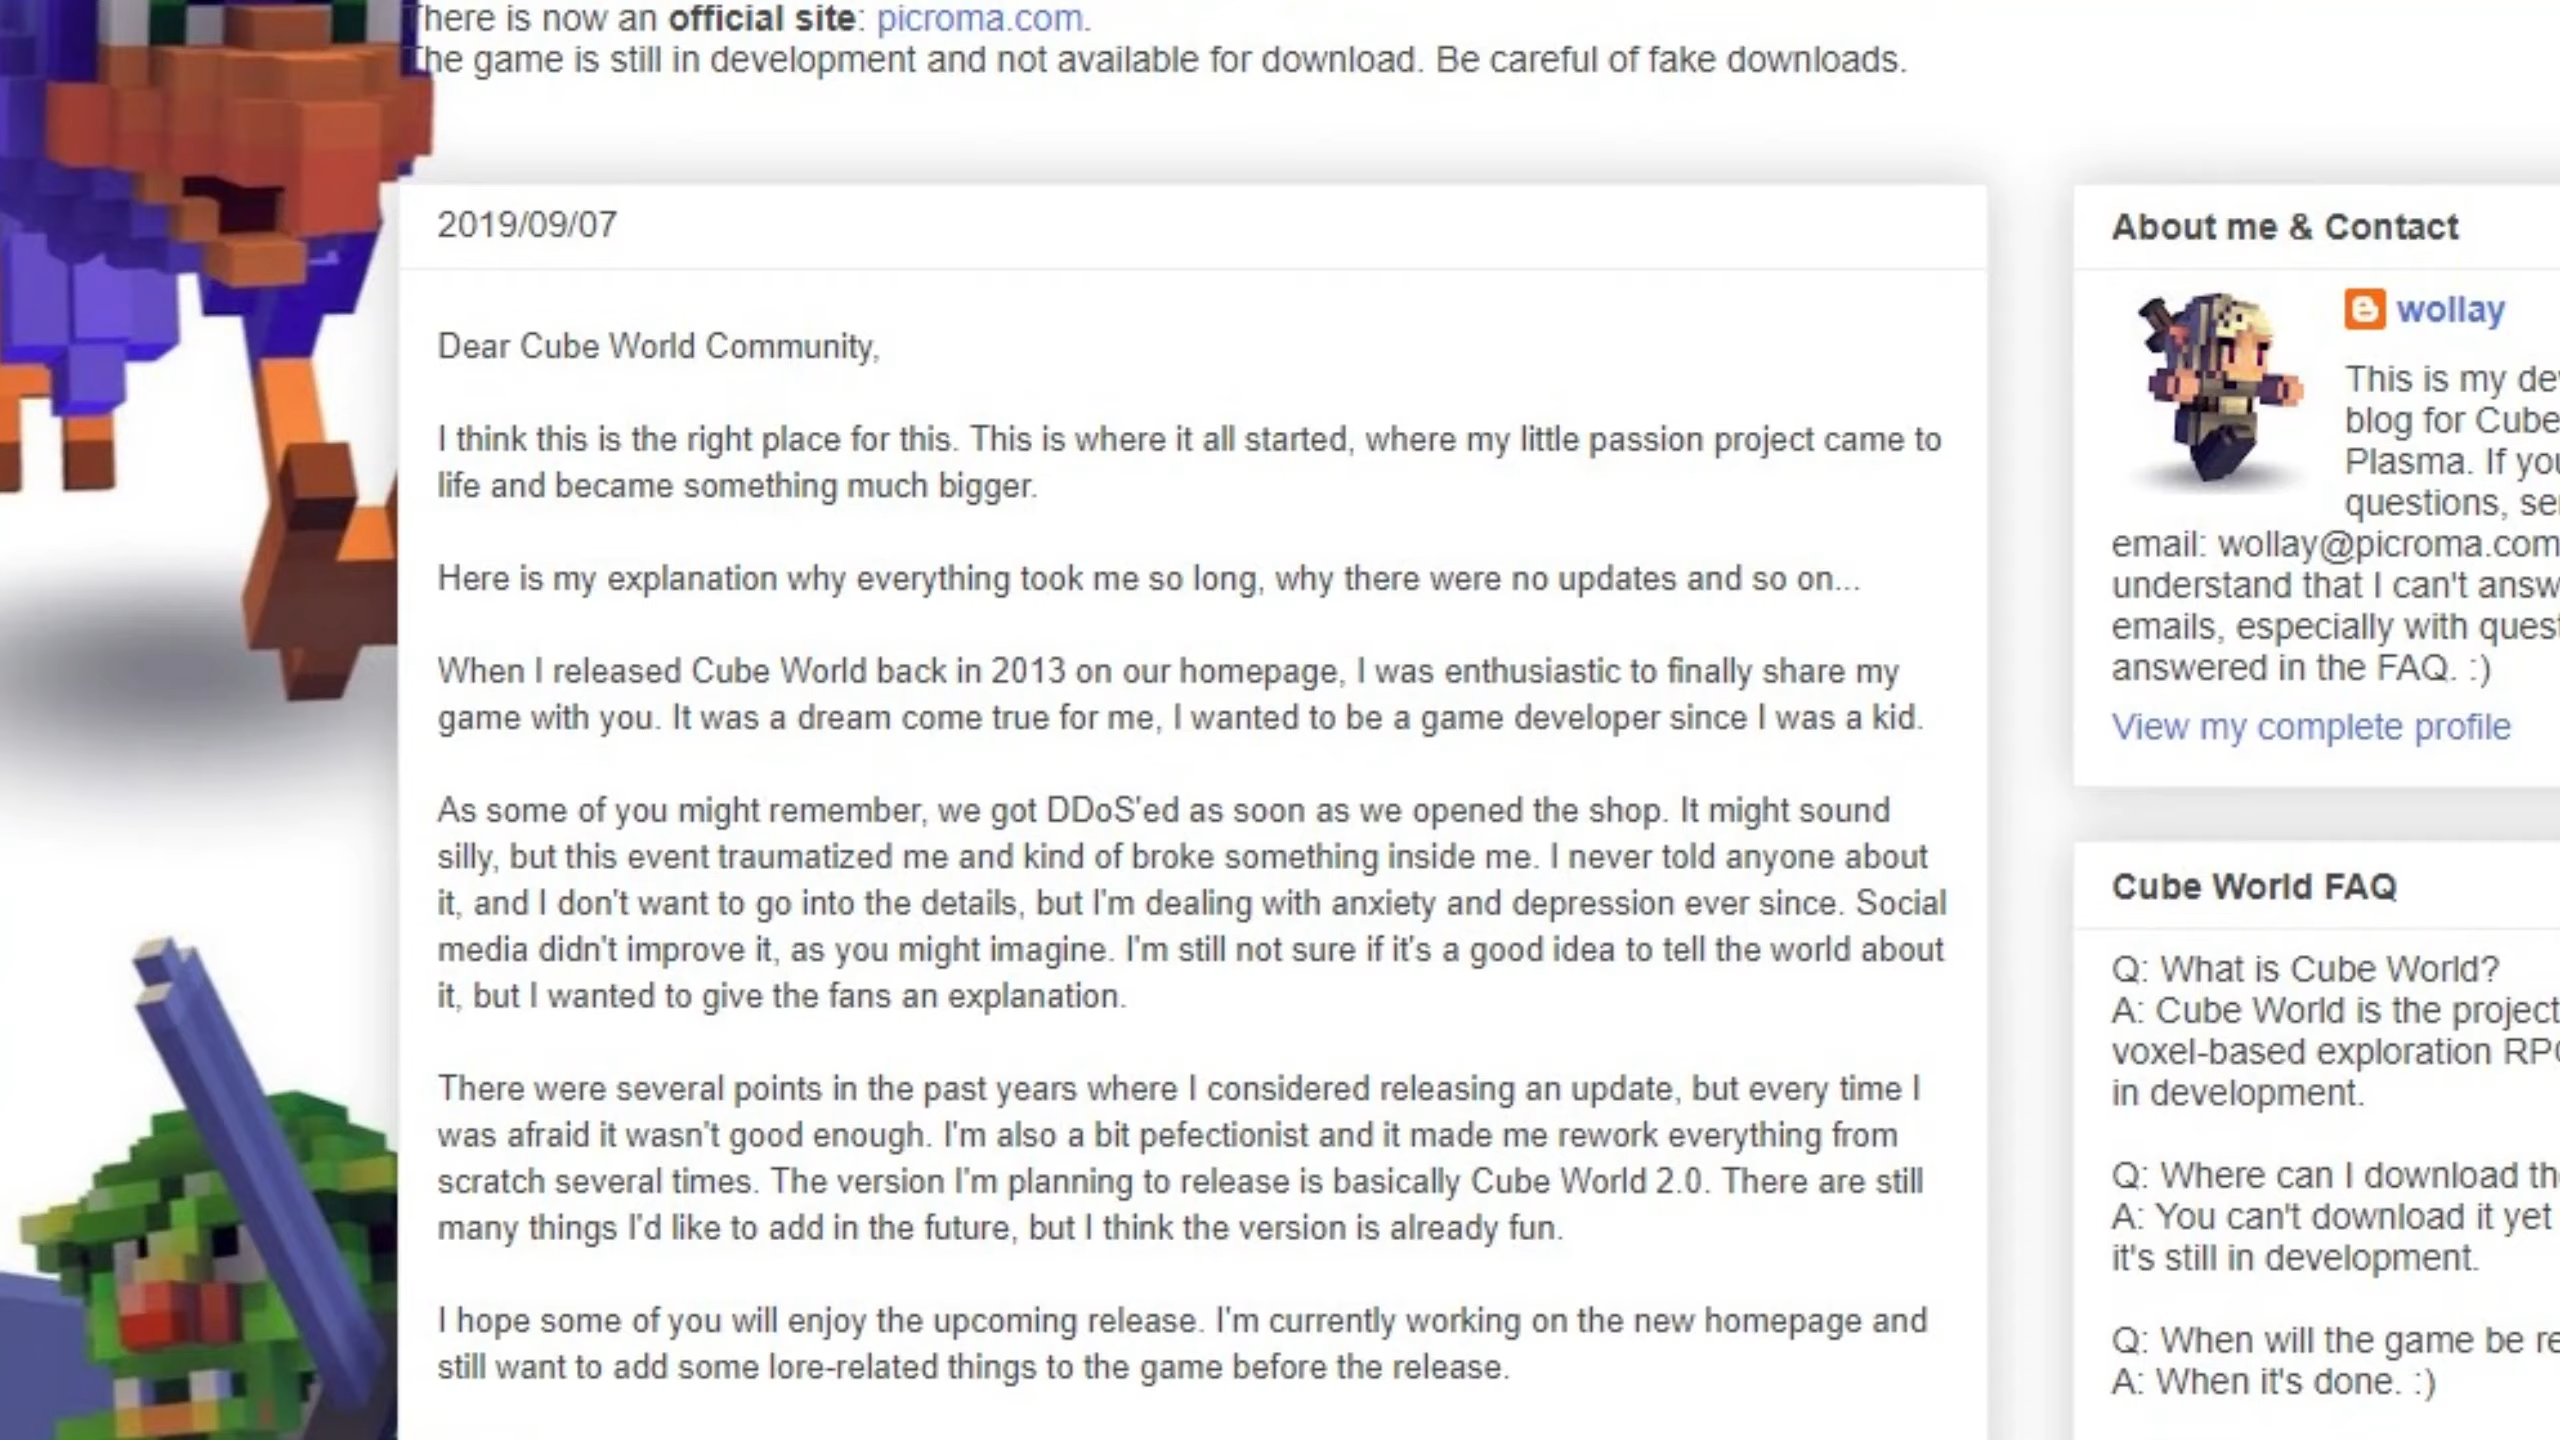 There is now an official site: picroma.com.
The game is still in development and not available for download. Be careful of fake downloads.
2019/09/07
Dear Cube World Community,
I think this is the right place for this. This is where it all started, where my little passion project came to
life and became something much bigger.
Here is my explanation why everything took me so long, why there were no updates and so on...
When I released Cube World back in 2013 on our homepage, I was enthusiastic to finally share my
game with you. It was a dream come true for me, I wanted to be a game developer since I was a kid.
As some of you might remember, we got DDoS'ed as soon as we opened the shop. It might sound
silly, but this event traumatized me and kind of broke something inside me. I never told anyone about
it, and I don't want to go into the details, but I'm dealing with anxiety and depression ever since. Social
media didn't improve it, as you might imagine. I'm still not sure if it's a good idea to tell the world about
it, but I wanted to give the fans an explanation.
There were several points in the past years where I considered releasing an update, but every time I
was afraid it wasn't good enough. I'm also a bit pefectionist and it made me rework everything from
scratch several times. The version I'm planning to release is basically Cube World 2.0. There are still
many things I'd like to add in the future, but I think the version is already fun.
I hope some of you will enjoy the upcoming release. I'm currently working on the new homepage and
still want to add some lore-related things to the game before the release.
About me & Contact
wollay
This is my
blog for Cube
Plasma. If
questions,
email: wollay@picroma.com
understand that I can't
emails, especially with
answered in the FAQ. :)
View my complete profile
Cube World FAQ
Q: What is Cube World?
A: Cube World is the project
voxel-based exploration
in development.
Q: Where can I download
A: You can't download it yet
it's still in development.
Q: When will the game be
A: When it's done. :)